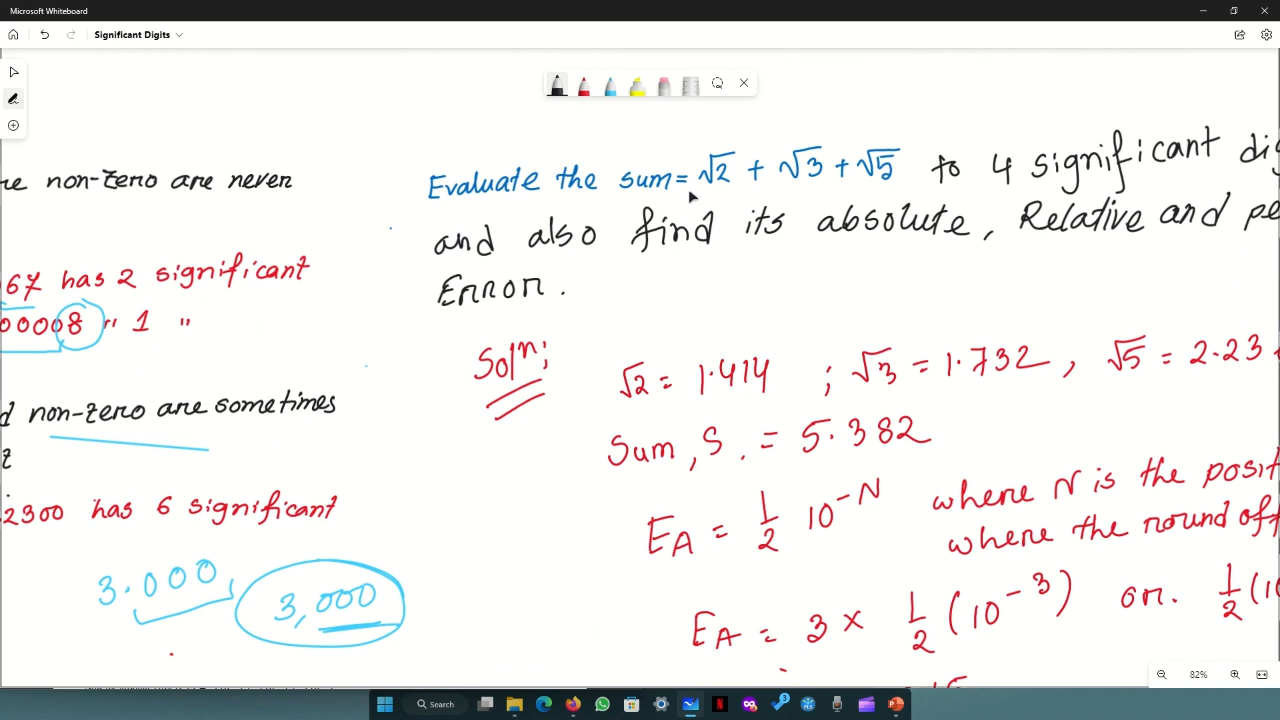 Microsoft Whiteboard
Significant Digits
non-zero are never
67 has 2 significant
00008 " 1 "
non-zero are sometimes
2300 has 6 significant
3.000
3,000
Evaluate the sum = √2 + √3 + √5 to 4 significant
and also find its absolute, Relative and
Error.
Soln;
√2 = 1.414 ; √3 = 1.732, √5 = 2.23
Sum, S. = 5.382
E_A = 1/2 10^-N where N is the
where the round off
E_A = 3 × 1/2 (10^-3) or. 1/2 (10
82%
Search